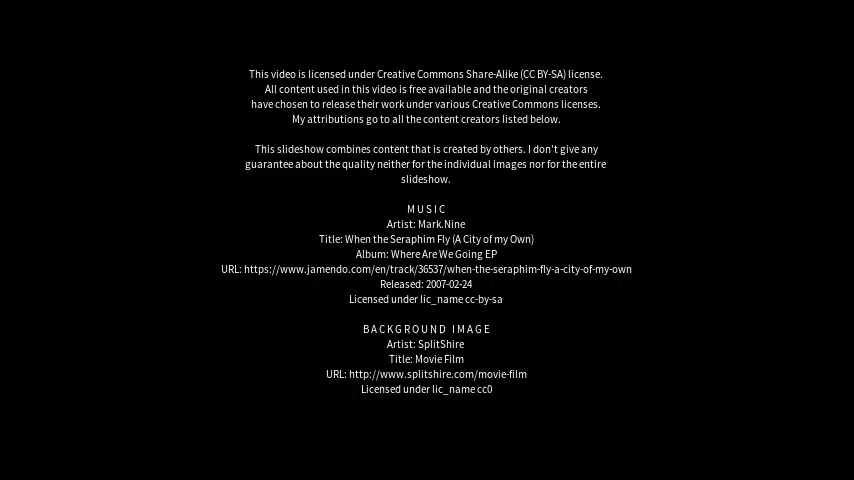 This video is licensed under Creative Commons Share-Alike (CC BY-SA) license.
All content used in this video is free available and the original creators
have chosen to release their work under various Creative Commons licenses.
My attributions go to all the content creators listed below.
This slideshow combines content that is created by others. I don't give any
guarantee about the quality neither for the individual images nor for the entire
slideshow.
MUSIC
Artist: Mark.Nine
Title: When the Seraphim Fly (A City of my Own)
Album: Where Are We Going EP
URL: https://www.jamendo.com/en/track/36537/when-the-seraphim-fly-a-city-of-my-own
Released: 2007-02-24
Licensed under lic_name cc-by-sa
BACKGROUND IMAGE
Artist: SplitShire
Title: Movie Film
URL: http://www.splitshire.com/movie-film
Licensed under lic_name cc0